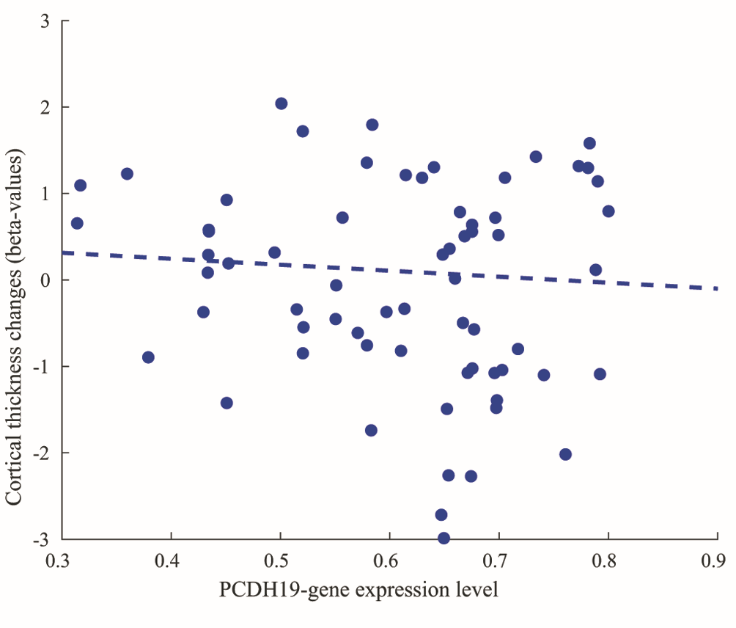 3
2
1
0
-1
-2
-3
Cortical thickness changes (beta-values)
0.3 0.4 0.5 0.6 0.7 0.8 0.9
PCDH19-gene expression level